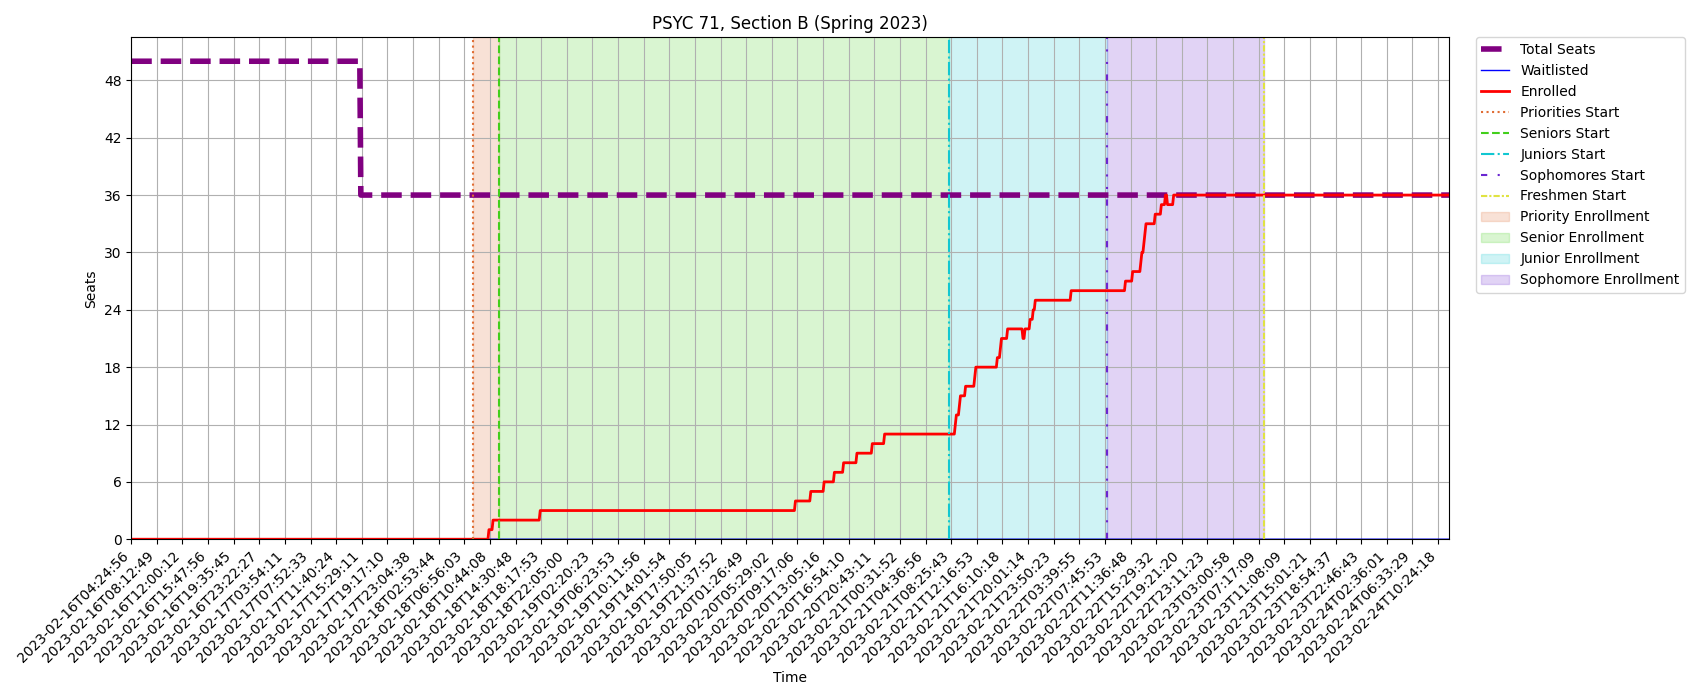 PSYC 71, Section B (Spring 2023)
Seats
48
42
36
30
24
18
12
6
0
2023-02-16T04:24:56
2023-02-16T08:12:49
2023-02-16T12:00:12
2023-02-16T15:47:56
2023-02-16T19:35:45
2023-02-16T23:22:27
2023-02-17T03:54:11
2023-02-17T07:52:33
2023-02-17T11:40:24
2023-02-17T15:29:11
2023-02-17T19:17:10
2023-02-17T23:04:38
2023-02-18T02:53:44
2023-02-18T06:56:03
2023-02-18T10:44:08
2023-02-18T14:30:48
2023-02-18T18:17:53
2023-02-18T22:05:00
2023-02-19T02:20:23
2023-02-19T06:23:53
2023-02-19T10:11:56
2023-02-19T14:01:54
2023-02-19T17:50:05
2023-02-19T21:37:52
2023-02-20T01:26:49
2023-02-20T05:29:02
2023-02-20T09:17:06
2023-02-20T13:05:16
2023-02-20T16:54:10
2023-02-20T20:43:11
2023-02-21T00:31:52
2023-02-21T04:36:56
2023-02-21T08:25:43
2023-02-21T12:16:53
2023-02-21T16:10:18
2023-02-21T20:01:14
2023-02-21T23:50:23
2023-02-22T03:39:55
2023-02-22T07:45:53
2023-02-22T11:36:48
2023-02-22T15:29:32
2023-02-22T19:21:20
2023-02-22T23:11:23
2023-02-23T03:00:58
2023-02-23T07:17:09
2023-02-23T11:08:09
2023-02-23T15:01:21
2023-02-23T18:54:37
2023-02-23T22:46:43
2023-02-24T02:36:01
2023-02-24T06:33:29
2023-02-24T10:24:18
Time
Total Seats
Waitlisted
Enrolled
Priorities Start
Seniors Start
Juniors Start
Sophomores Start
Freshmen Start
Priority Enrollment
Senior Enrollment
Junior Enrollment
Sophomore Enrollment